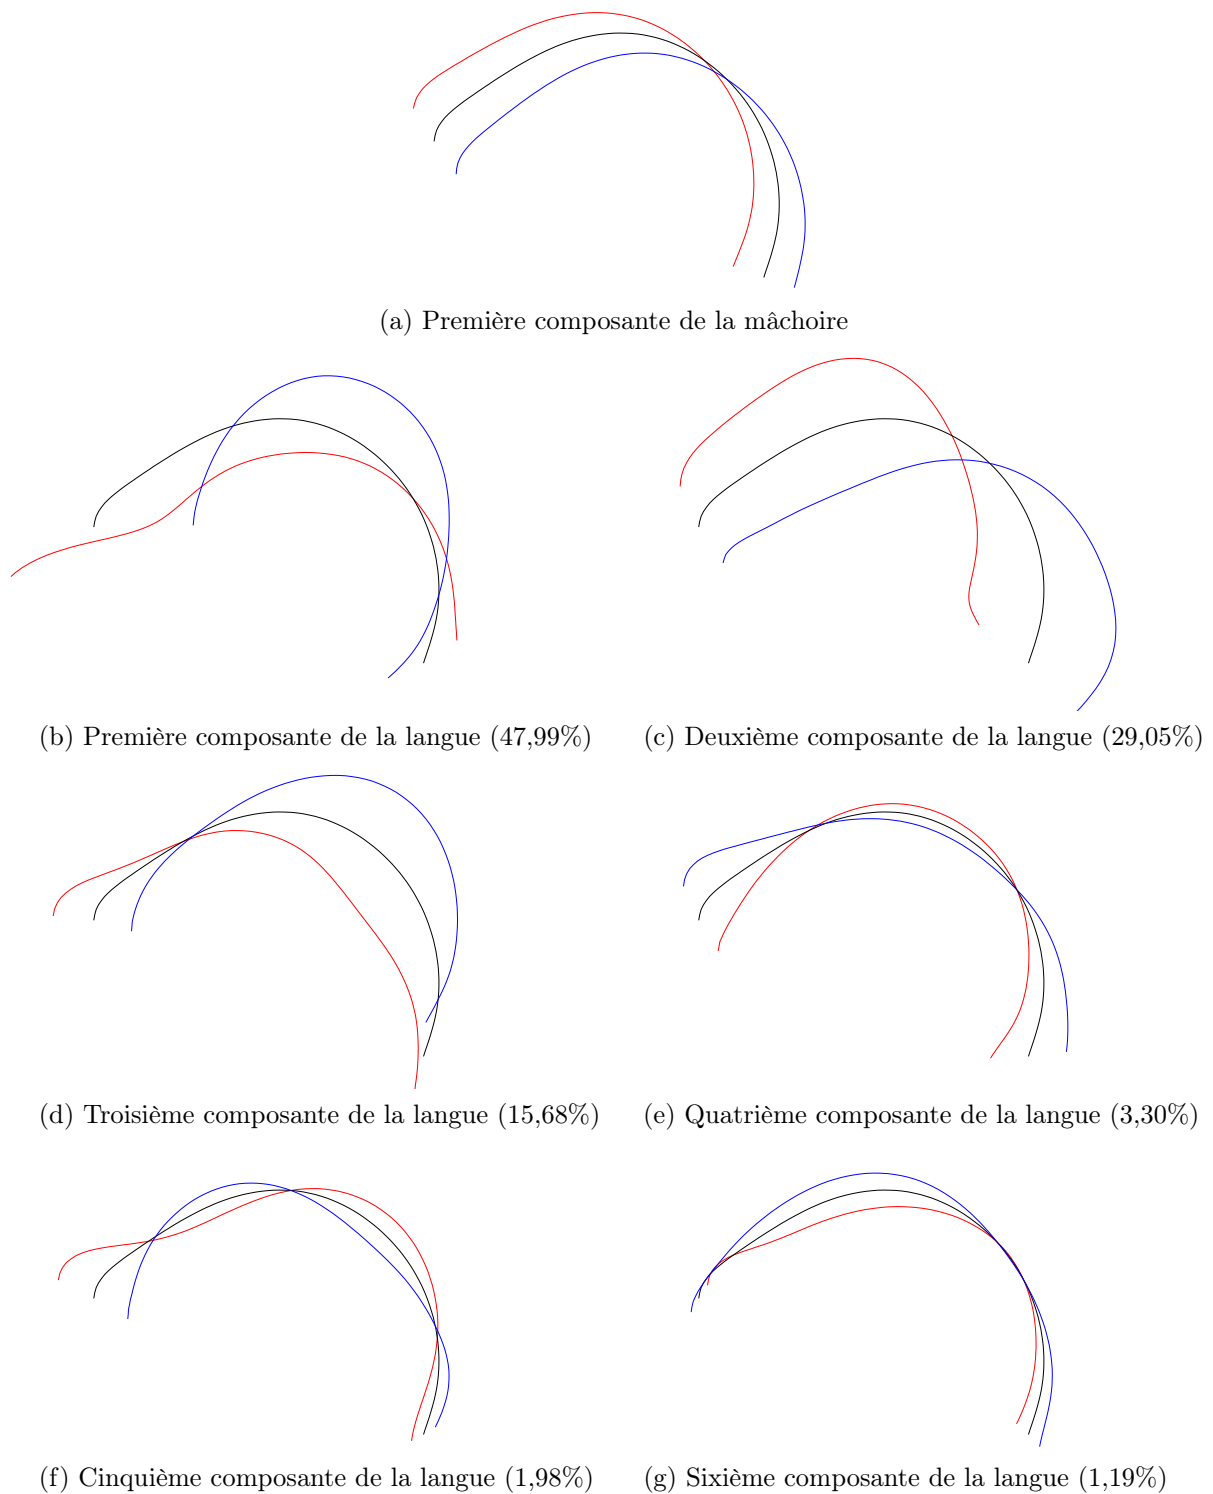 (a) Première composante de la mâchoire
(b) Première composante de la langue (47,99%)
(c) Deuxième composante de la langue (29,05%)
(d) Troisième composante de la langue (15,68%)
(e) Quatrième composante de la langue (3,30%)
(f) Cinquième composante de la langue (1,98%)
(g) Sixième composante de la langue (1,19%)